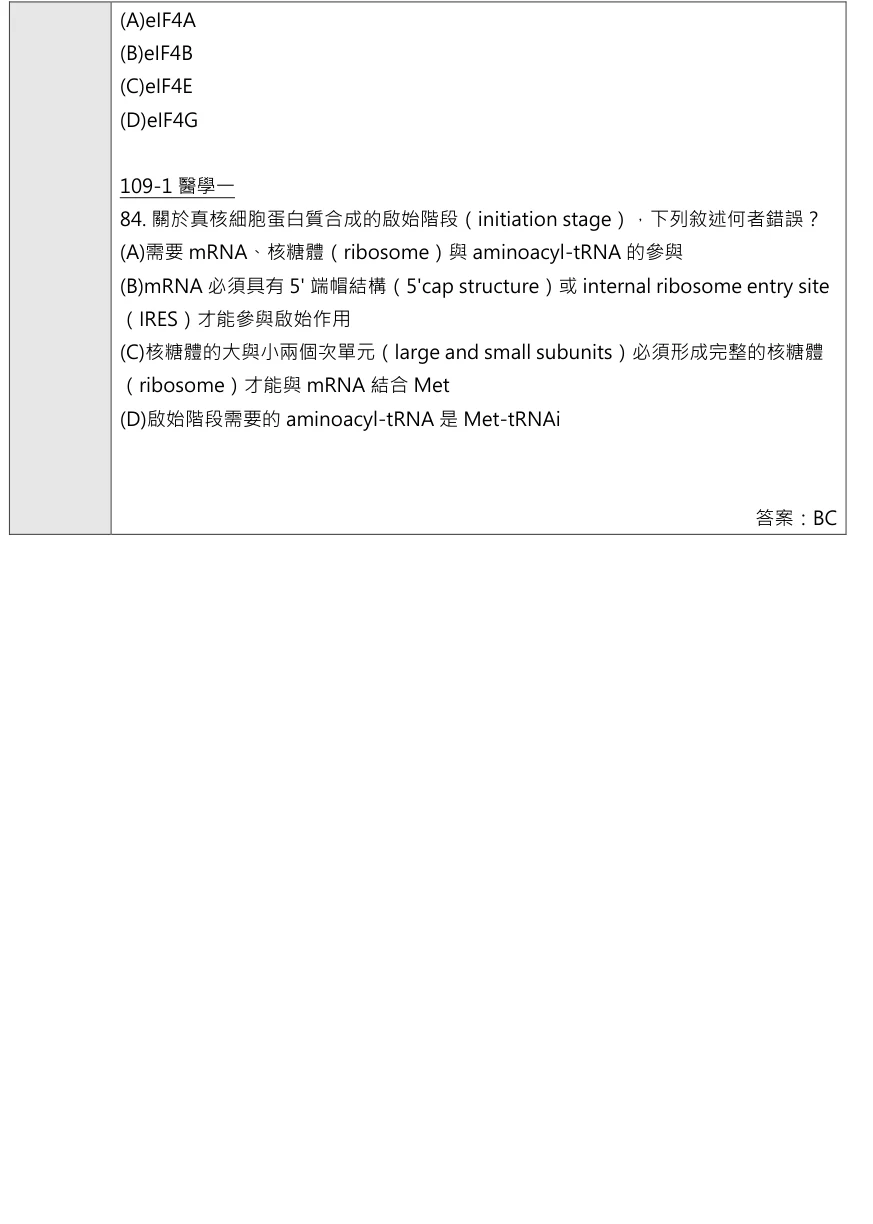 (A)eIF4A
(B)eIF4B
(C)eIF4E
(D)eIF4G
109-1 醫學一
84. 關於真核細胞蛋白質合成的啟始階段（initiation stage），下列敘述何者錯誤？
(A)需要 mRNA、核糖體（ribosome）與 aminoacyl-tRNA 的參與
(B)mRNA 必須具有 5' 端帽結構（5'cap structure）或 internal ribosome entry site
（IRES）才能參與啟始作用
(C)核糖體的大與小兩個次單元（large and small subunits）必須形成完整的核糖體
（ribosome）才能與 mRNA 結合 Met
(D)啟始階段需要的 aminoacyl-tRNA 是 Met-tRNAi
答案：BC